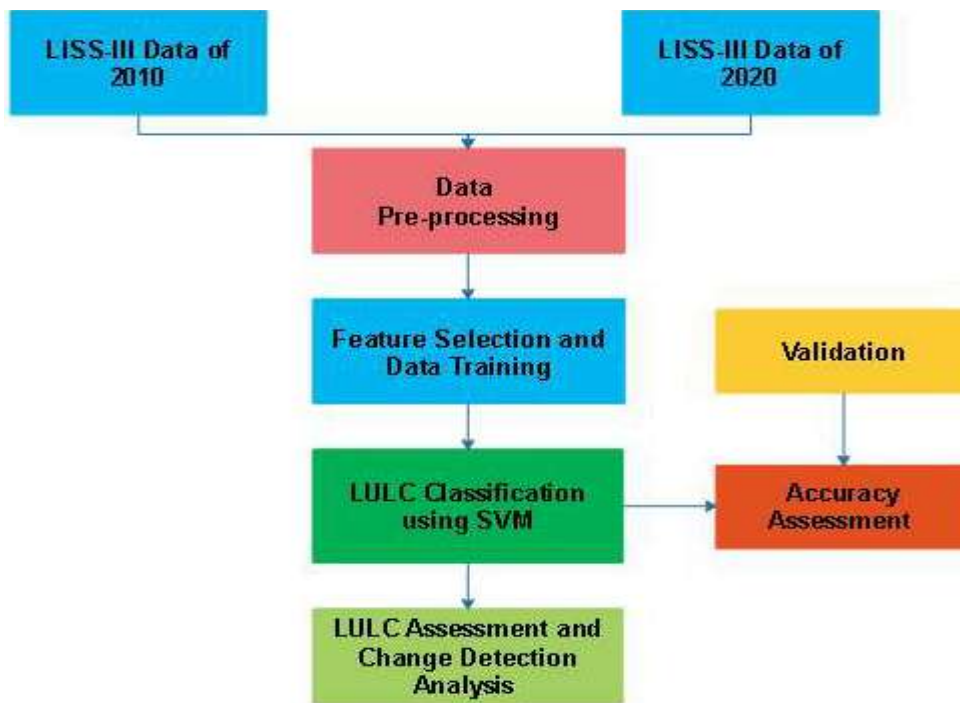 LISS-III Data of
2010
LISS-III Data of
2020
Data
Pre-processing
Feature Selection and
Data Training
Validation
LULC Classification
using SVM
Accuracy
Assessment
LULC Assessment and
Change Detection
Analysis